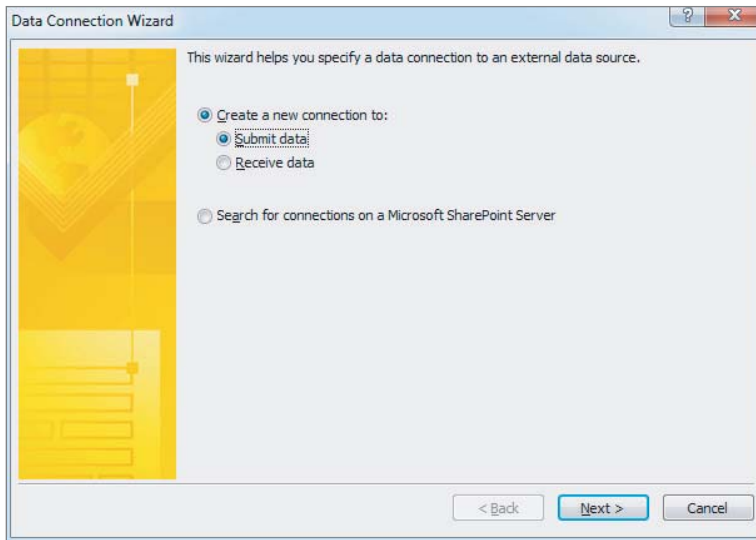 Data Connection Wizard
?
X
This wizard helps you specify a data connection to an external data source.
Create a new connection to:
Submit data
Receive data
Search for connections on a Microsoft SharePoint Server
< Back
Next >
Cancel